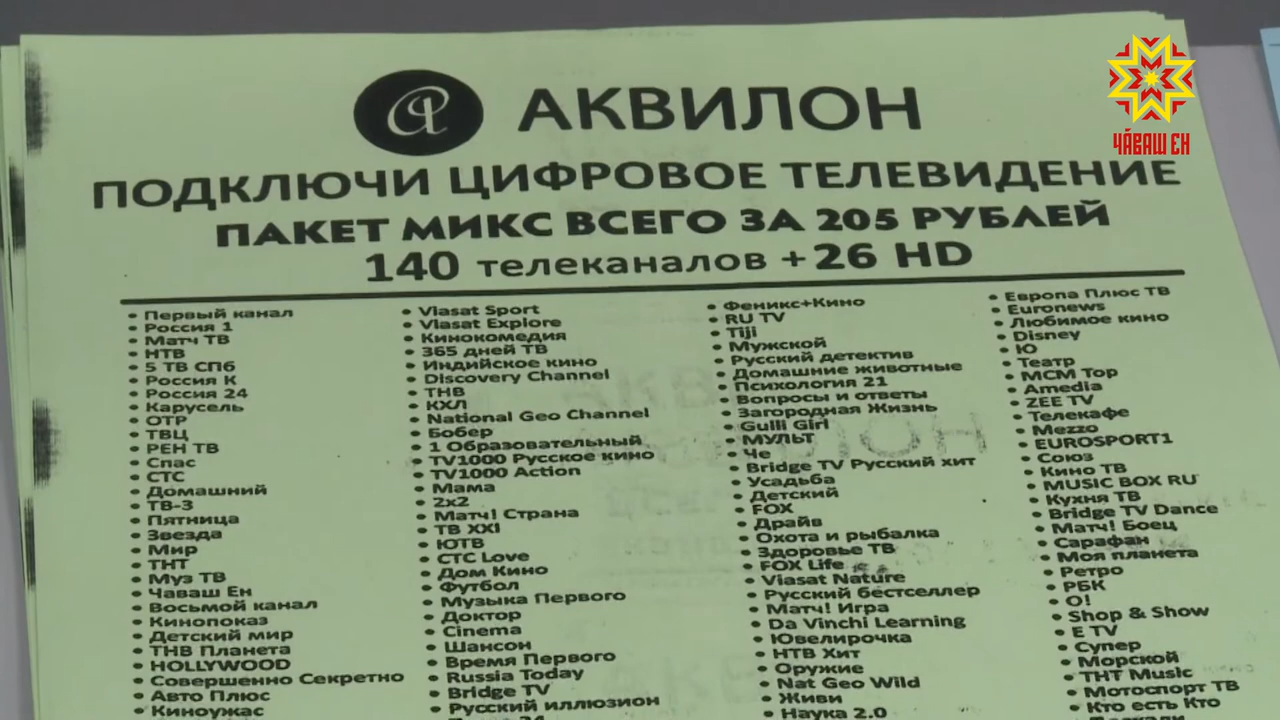 АКВИЛОН
ЧӐВАШ ЕН
ПОДКЛЮЧИ ЦИФРОВОЕ ТЕЛЕВИДЕНИЕ
ПАКЕТ МИКС ВСЕГО ЗА 205 РУБЛЕЙ
140 телеканалов + 26 HD
• Первый канал
• Россия 1
• Матч ТВ
• НТВ
• 5 ТВ СПб
• Россия К
• Россия 24
• Карусель
• ОТР
• ТВЦ
• РЕН ТВ
• Спас
• СТС
• Домашний
• ТВ-3
• Пятница
• Звезда
• Мир
• ТНТ
• Муз ТВ
• Чаваш Ен
• Восьмой канал
• Кинопоказ
• Детский мир
• ТНВ Планета
• HOLLYWOOD
• Совершенно Секретно
• Авто Плюс
• Киноужас
• Viasat Sport
• Viasat Explore
• Кинокомедия
• 365 дней ТВ
• Индийское кино
• Discovery Channel
• ТНВ
• КХЛ
• National Geo Channel
• Бобер
• 1 Образовательный
• TV1000 Русское кино
• TV1000 Action
• Мама
• 2x2
• Матч! Страна
• ТВ XXI
• ЮТВ
• СТС Love
• Дом Кино
• Футбол
• Музыка Первого
• Доктор
• Cinema
• Шансон
• Время Первого
• Russia Today
• Bridge TV
• Русский иллюзион
• Феникс+Кино
• RU TV
• Tiji
• Мужской
• Русский детектив
• Домашние животные
• Психология 21
• Вопросы и ответы
• Загородная Жизнь
• Gulli Girl
• МУЛЬТ
• Че
• Bridge TV Русский хит
• Усадьба
• Детский
• FOX
• Драйв
• Охота и рыбалка
• Здоровье ТВ
• FOX Life
• Viasat Nature
• Русский бестселлер
• Матч! Игра
• Da Vinchi Learning
• Ювелирочка
• НТВ Хит
• Оружие
• Nat Geo Wild
• Живи
• Наука 2.0
• Европа Плюс ТВ
• Euronews
• Любимое кино
• Disney
• Ю
• Театр
• MCM Top
• Amedia
• ZEE TV
• Телекафе
• Mezzo
• EUROSPORT1
• Союз
• Кино ТВ
• MUSIC BOX RU
• Кухня ТВ
• Bridge TV Dance
• Матч! Боец
• Сарафан
• Моя планета
• Ретро
• РБК
• О!
• Shop & Show
• E TV
• Супер
• Морской
• ТНТ Music
• Мотоспорт ТВ
• Кто есть Кто